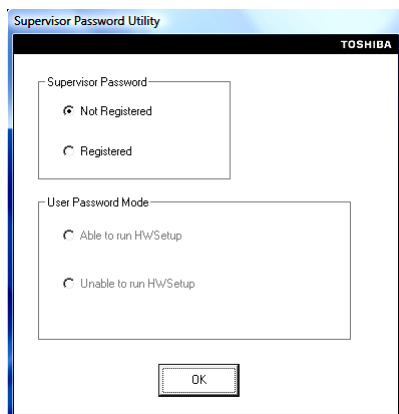 Supervisor Password Utility
TOSHIBA
Supervisor Password
Not Registered
Registered
User Password Mode
Able to run HWSetup
Unable to run HWSetup
OK